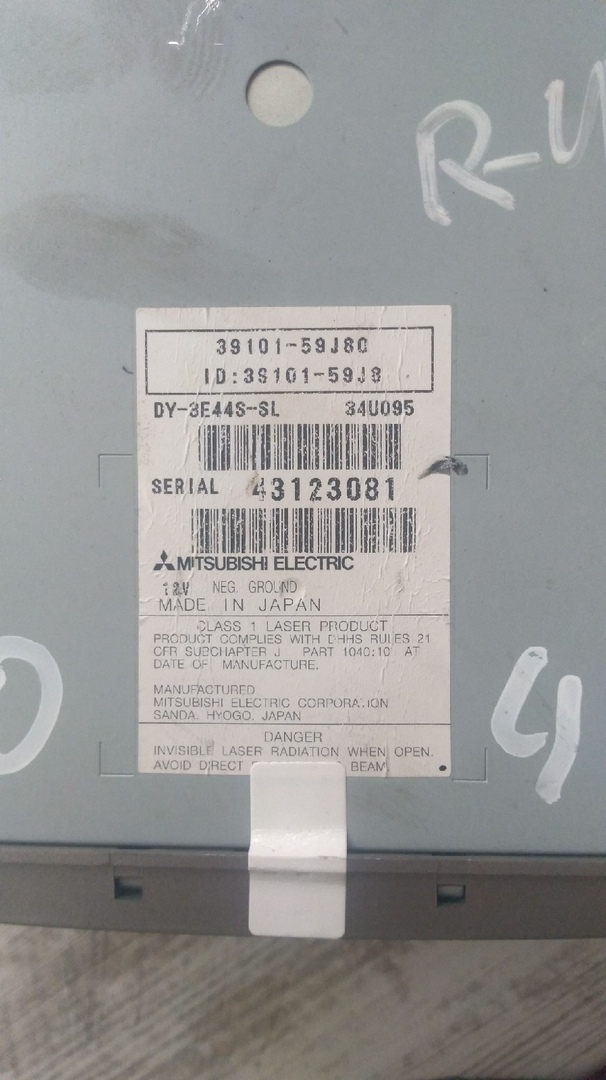 R-4
39101-59J80
ID:39101-59J8
DY-3E44S-SL 34U095
SERIAL 43123081
MITSUBISHI ELECTRIC
12V NEG. GROUND
MADE IN JAPAN
CLASS 1 LASER PRODUCT
PRODUCT COMPLIES WITH DHHS RULES 21
CFR SUBCHAPTER J PART 1040:10 AT
DATE OF MANUFACTURE.
MANUFACTURED
MITSUBISHI ELECTRIC CORPORATION
SANDA, HYOGO, JAPAN
0 4
DANGER
INVISIBLE LASER RADIATION WHEN OPEN.
AVOID DIRECT BEAM.